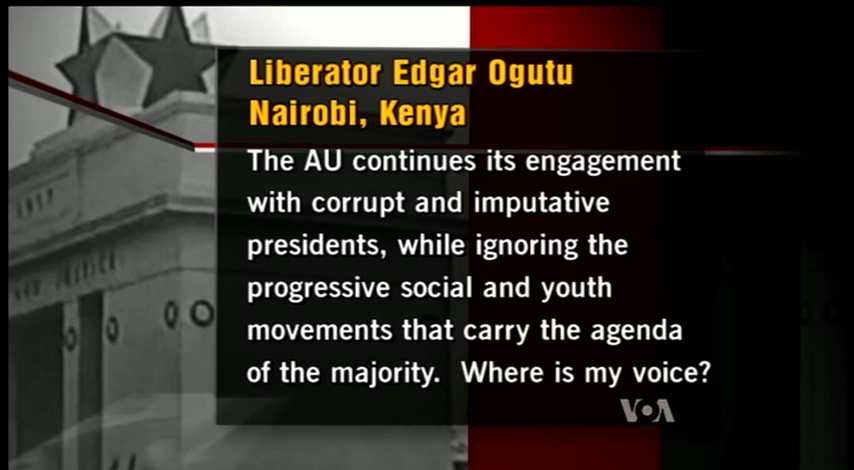 Liberator Edgar Ogutu
Nairobi, Kenya
The AU continues its engagement
with corrupt and imputative
presidents, while ignoring the
progressive social and youth
movements that carry the agenda
of the majority.  Where is my voice?
VOA